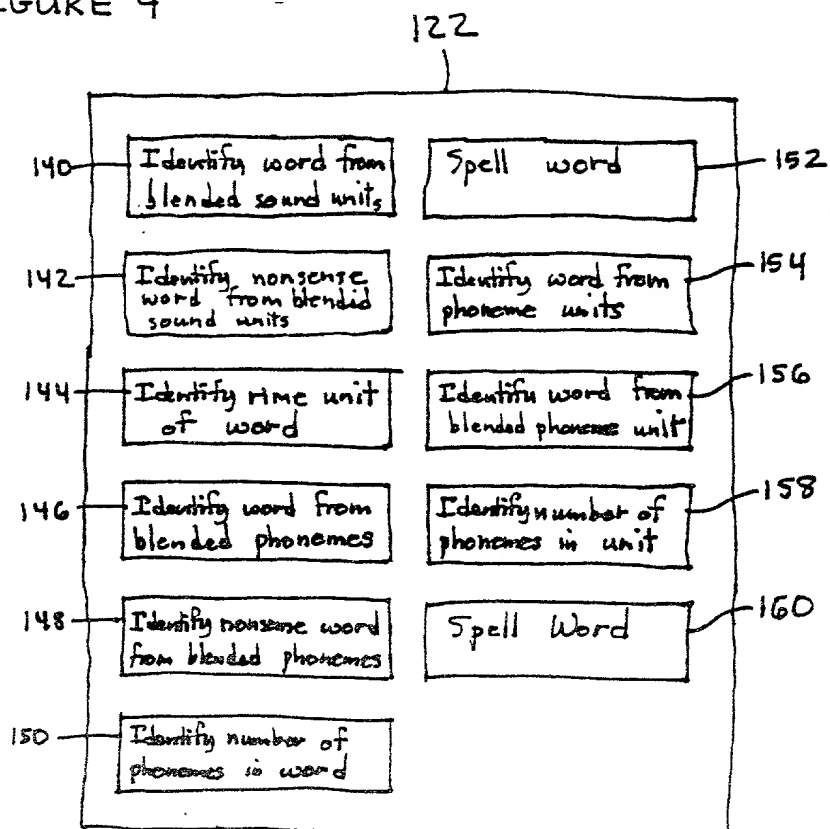 FIGURE 9
122
140
Identify word from
blended sound units
152
Spell word
142
Identify nonsense
word from blendid
sound units
154
Identify word from
phoneme units
144
Identify rime unit
of word
156
Identify word from
blended phoneme unit
146
Identify word from
blended phonemes
158
Identify number of
phonemes in unit
148
Identify nonsense word
from blended phonemes
160
Spell Word
150
Identify number of
phonemes in word